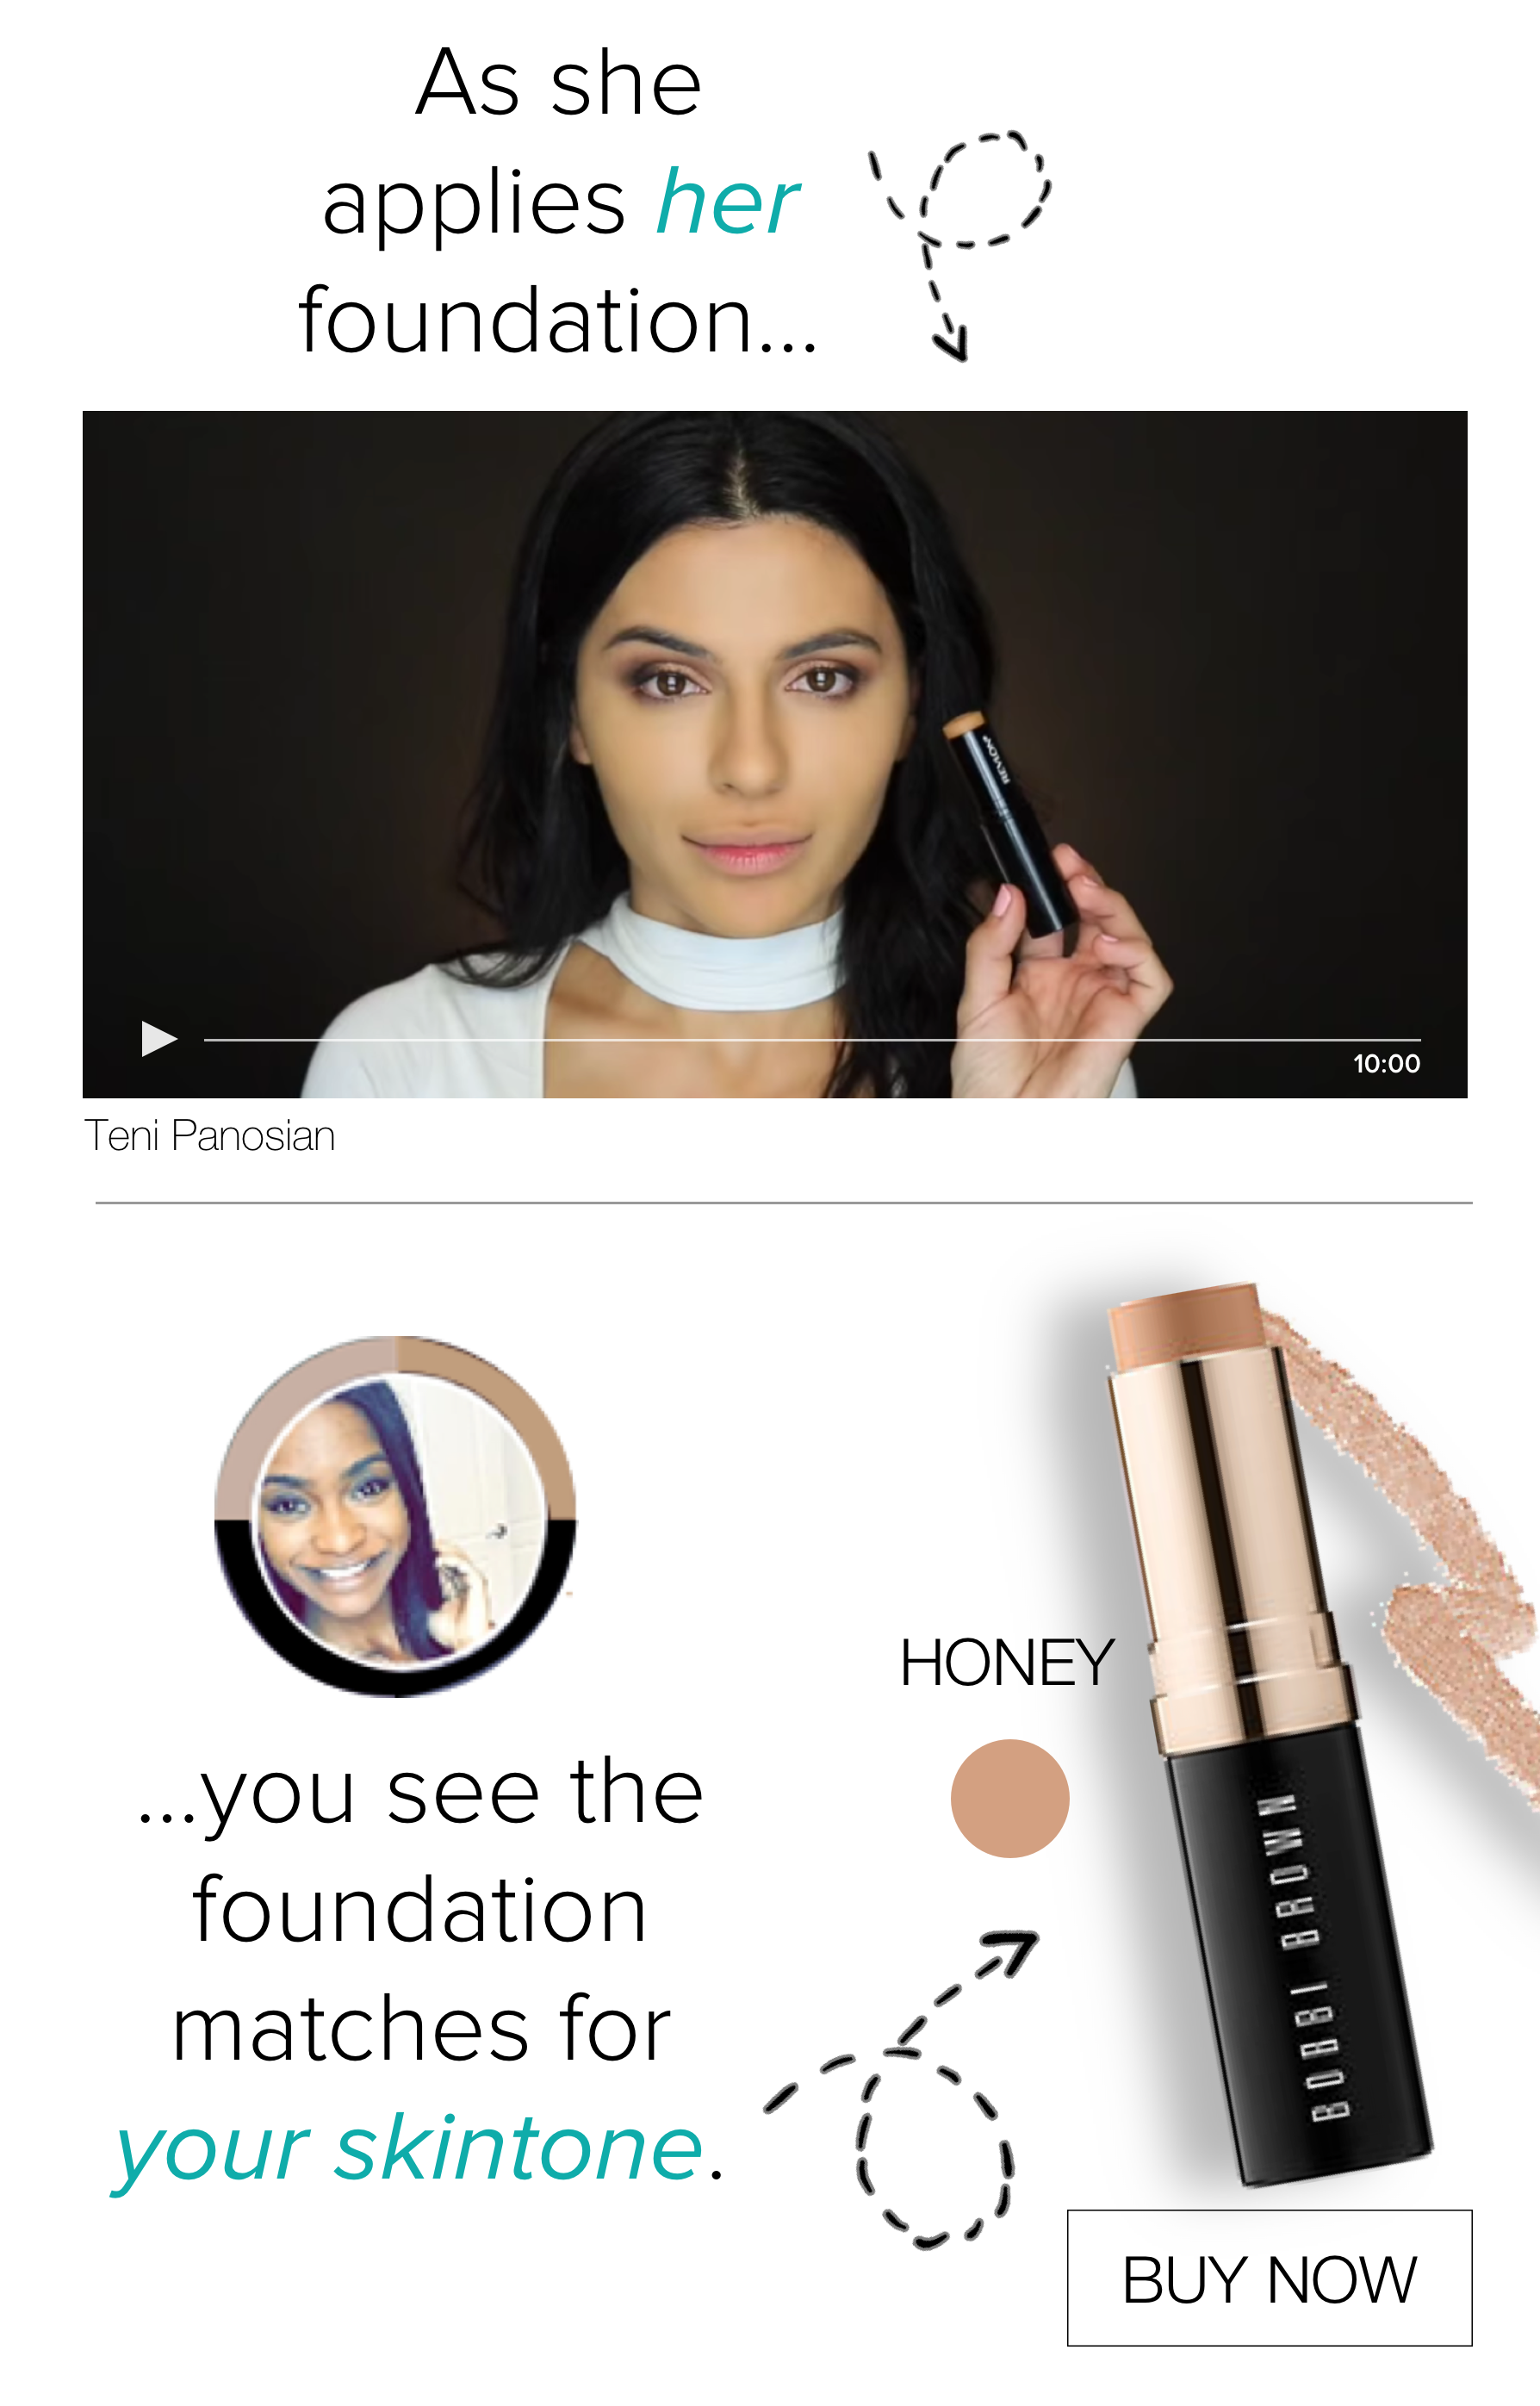 As she
applies her
foundation...
REVLON
10:00
Teni Panosian
HONEY
BOBBI BROWN
...you see the
foundation
matches for
your skintone.
BUY NOW